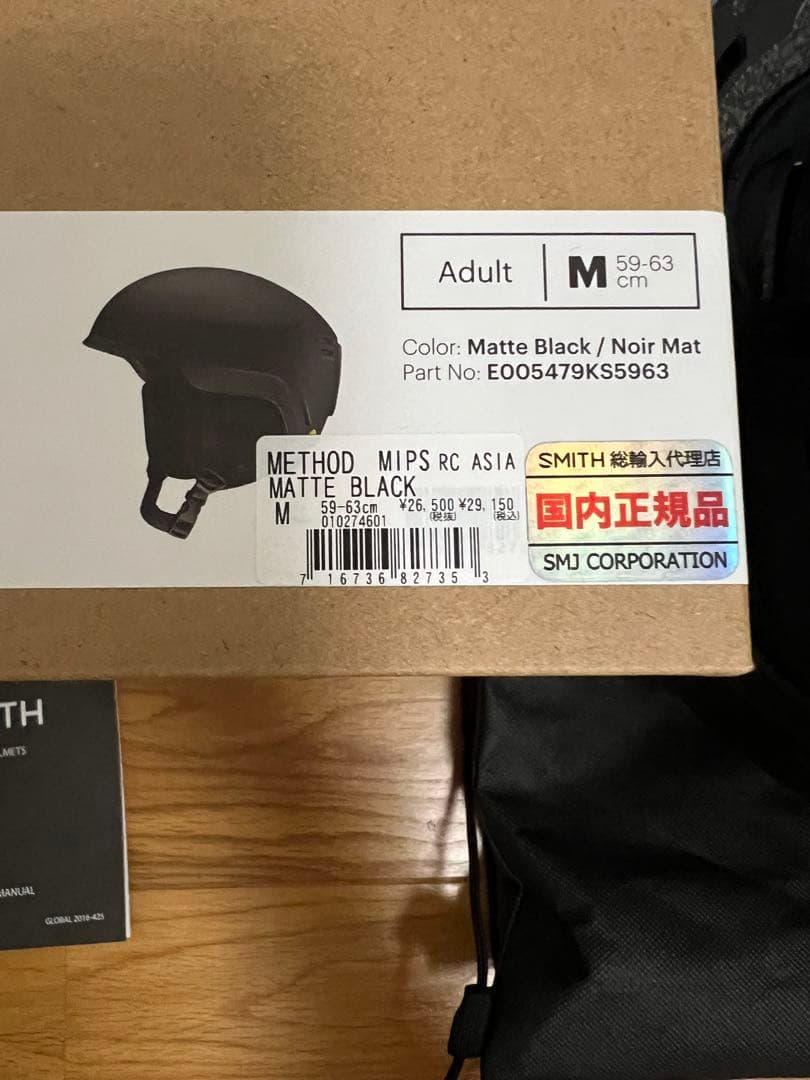 Adult M 59-63 cm
Color: Matte Black / Noir Mat
Part No: E005479KS5963
METHOD MIPS RC ASIA
MATTE BLACK
M 59-63cm ¥26,500 ¥29,150
010274601 (税抜) (税込)
7 16736 82735 3
SMITH 総輸入代理店
国内正規品
SMJ CORPORATION
TH
LMETS
MANUAL
GLOBAL 2016-425